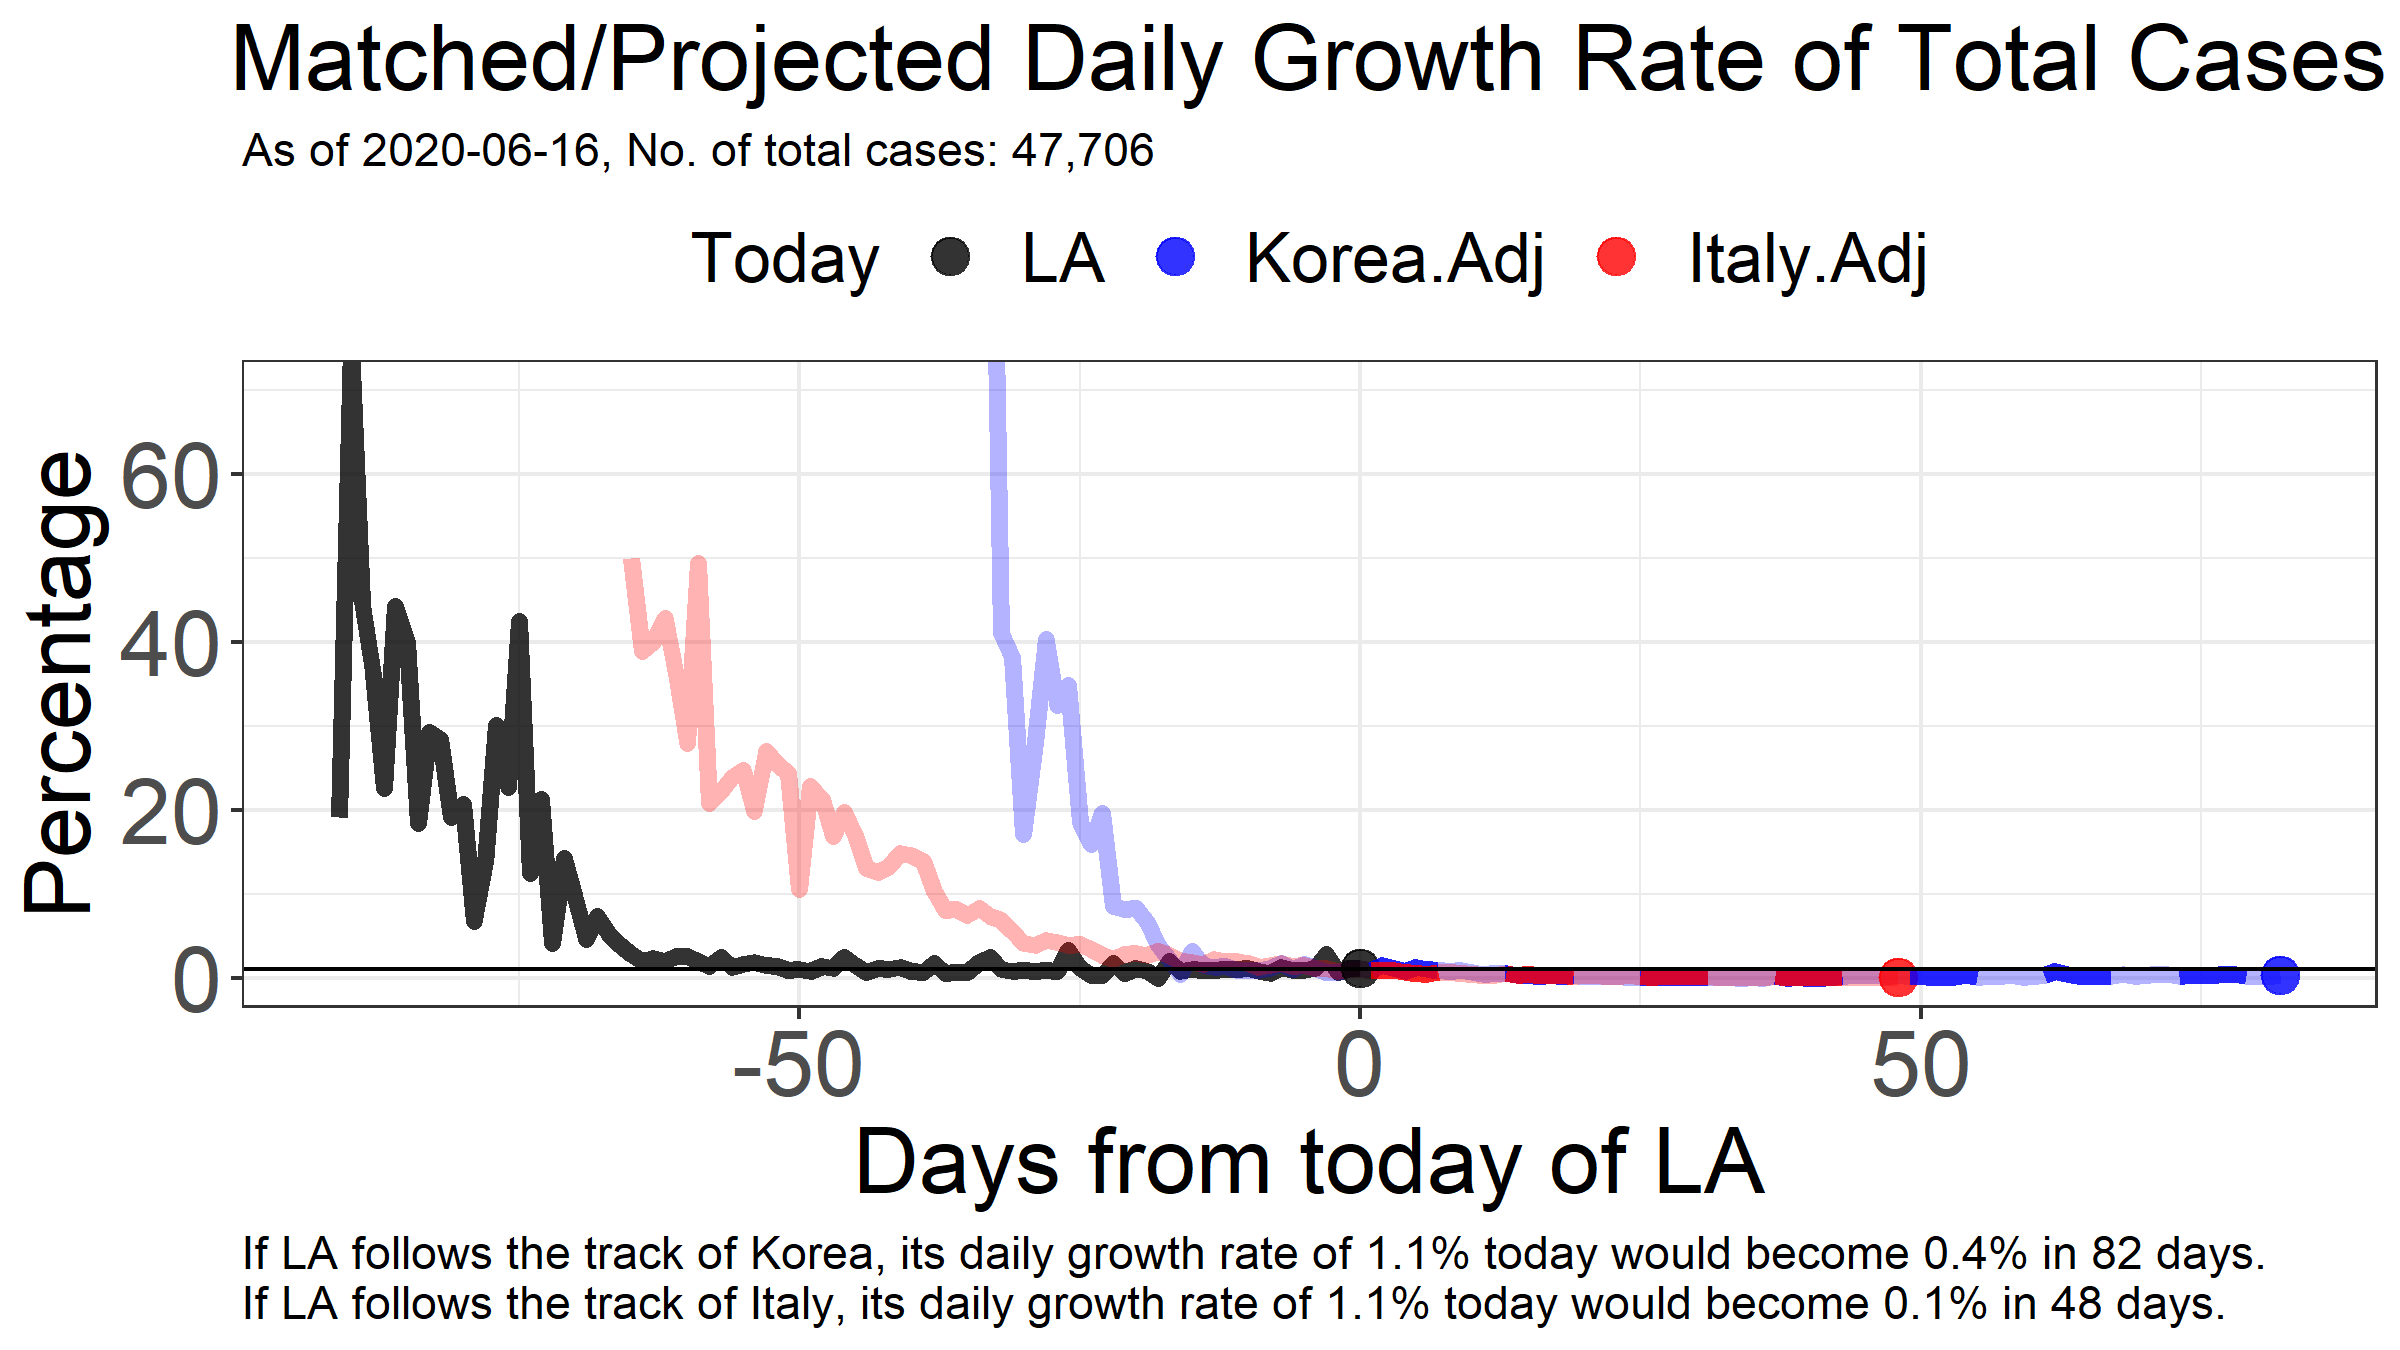 Matched/Projected Daily Growth Rate of Total Cases
As of 2020-06-16, No. of total cases: 47,706
Today LA Korea.Adj Italy.Adj
Percentage
60
40
20
0
-50 0 50
Days from today of LA
If LA follows the track of Korea, its daily growth rate of 1.1% today would become 0.4% in 82 days.
If LA follows the track of Italy, its daily growth rate of 1.1% today would become 0.1% in 48 days.